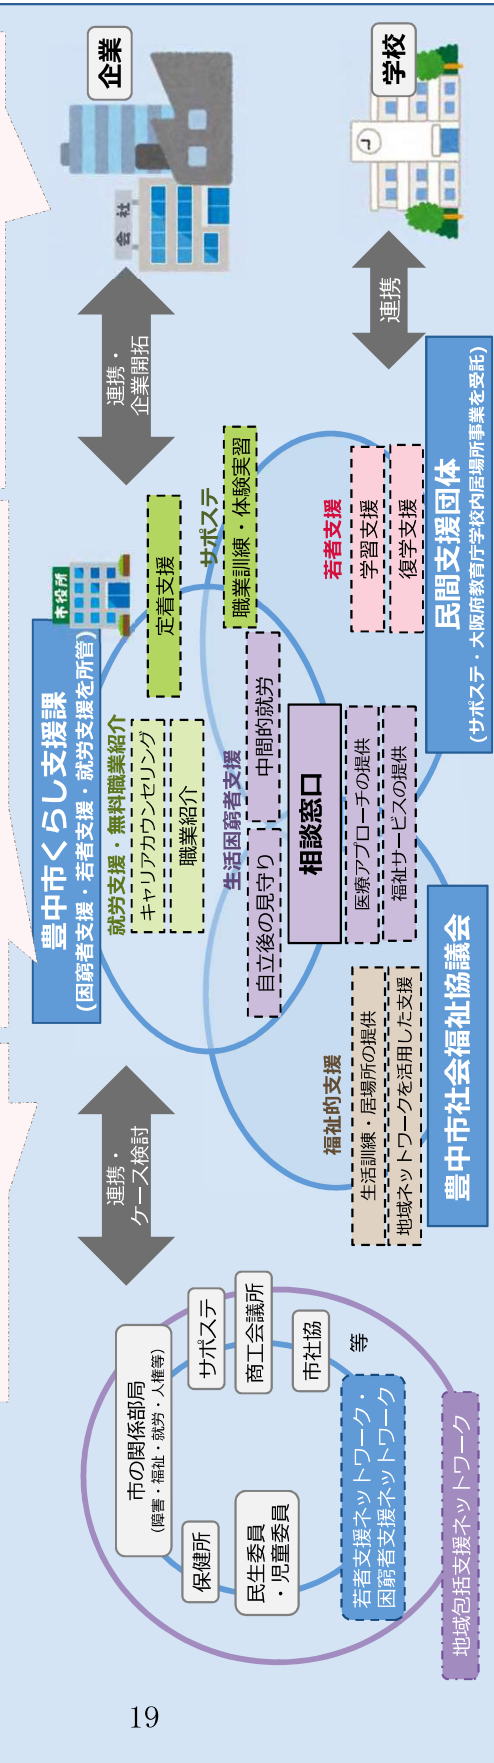 市の関係部局
(障害・福祉・就労・人権等)
保健所
サポステ
民生委員
・児童委員
商工会議所
市社協
等
若者支援ネットワーク・
困窮者支援ネットワーク
地域包括支援ネットワーク
連携・
ケース検討
豊中市くらし支援課
(困窮者支援・若者支援・就労支援を所管)
市役所
就労支援・無料職業紹介
キャリアカウンセリング
職業紹介
定着支援
サポステ
職業訓練・体験実習
生活困窮者支援
自立後の見守り
中間的就労
相談窓口
医療アプローチの提供
福祉サービスの提供
福祉的支援
生活訓練・居場所の提供
地域ネットワークを活用した支援
豊中市社会福祉協議会
若者支援
学習支援
復学支援
民間支援団体
(サポステ・大阪府教育庁学校内居場所事業を受託)
連携・
企業開拓
企業
会社
連携
学校
19